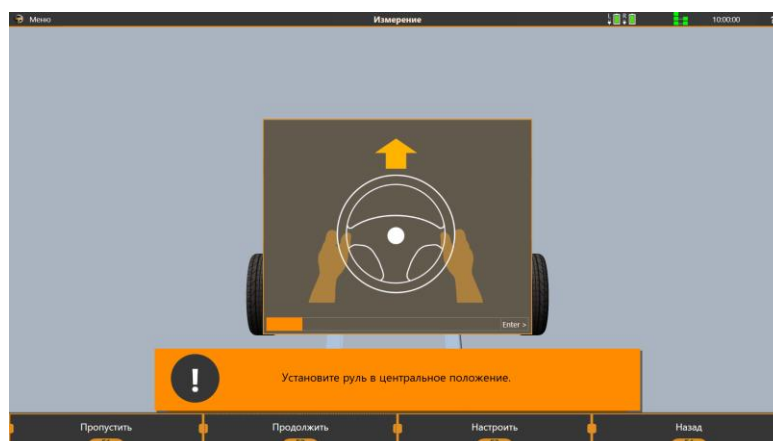 Меню
Измерение
L R
10:00:00
Enter >
!
Установите руль в центральное положение.
Пропустить
Продолжить
Настроить
Назад